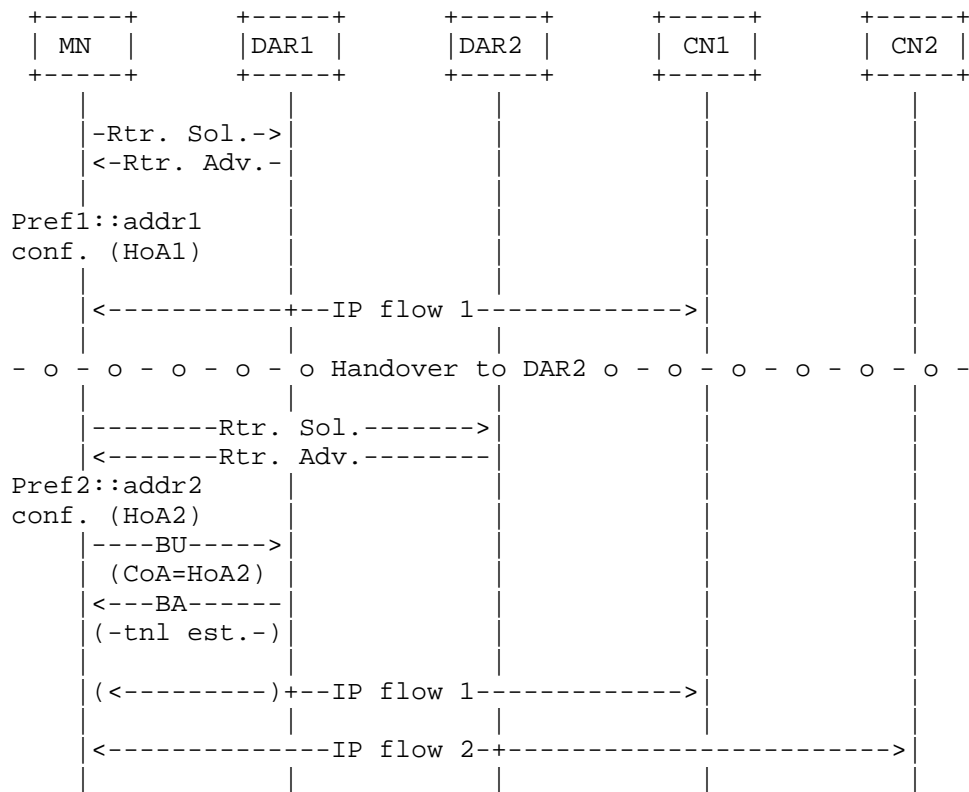 MN DAR1 DAR2 CN1 CN2
-Rtr. Sol.->
<-Rtr. Adv.-
Pref1::addr1
conf. (HoA1)
<-----------+--IP flow 1------------->
- o - o - o - o - o Handover to DAR2 o - o - o - o - o - o -
--------Rtr. Sol.------->
<-------Rtr. Adv.--------
Pref2::addr2
conf. (HoA2)
----BU----->
(CoA=HoA2)
<---BA------
(-tnl est.-)
(<---------)+--IP flow 1------------->
<--------------IP flow 2-+----------------------->